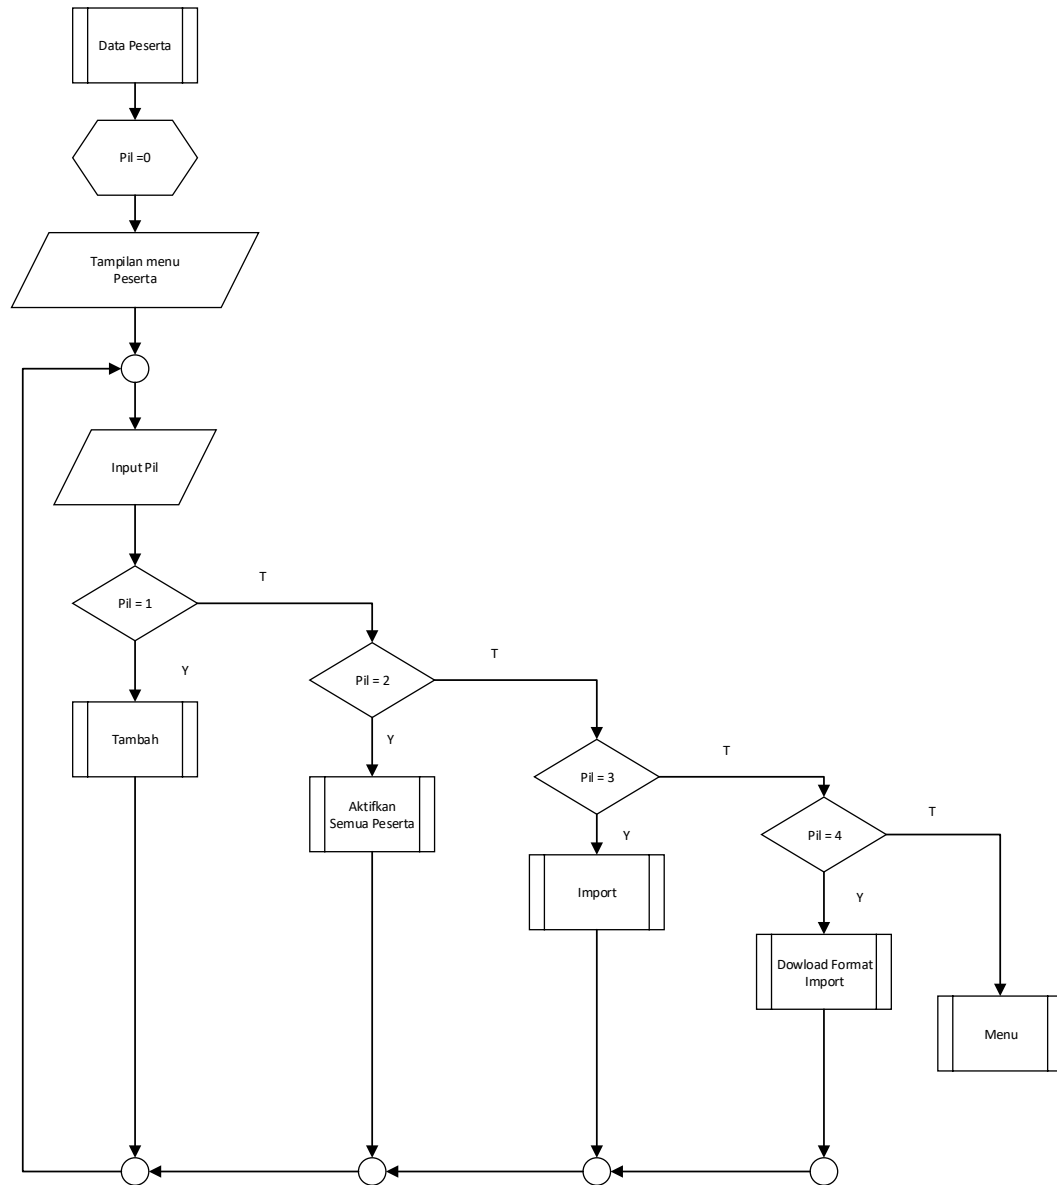 Data Peserta
Pil =0
Tampilan menu
Peserta
Input Pil
Pil = 1
T
Y
Tambah
Pil = 2
T
Y
Aktifkan
Semua Peserta
Pil = 3
T
Y
Import
Pil = 4
T
Y
Dowload Format
Import
Menu